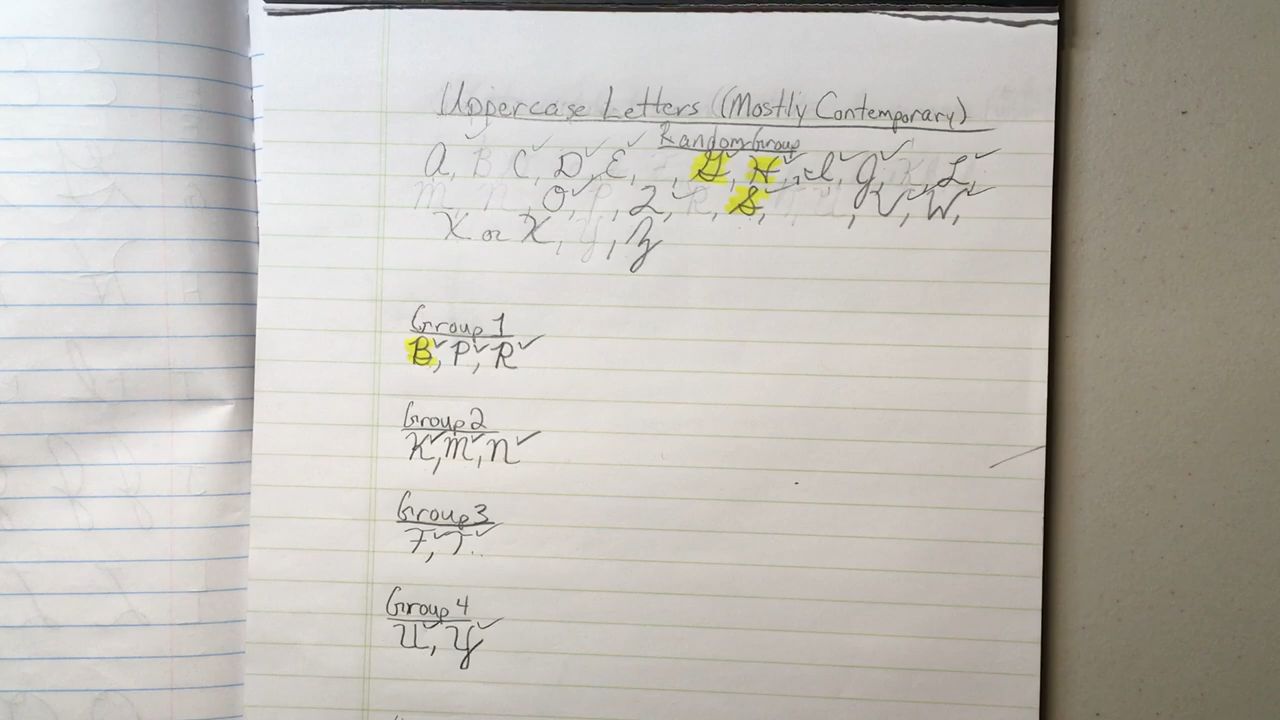 Uppercase Letters (Mostly Contemporary)
Random Group
A, B C, D, E, , G, H, I, J, K L
M, N, O, P, Q, R, S, T, U, V, W,
X or X, Y, Z
Group 1
B, P, R
Group 2
K, M, N
Group 3
F, T
Group 4
U, Y